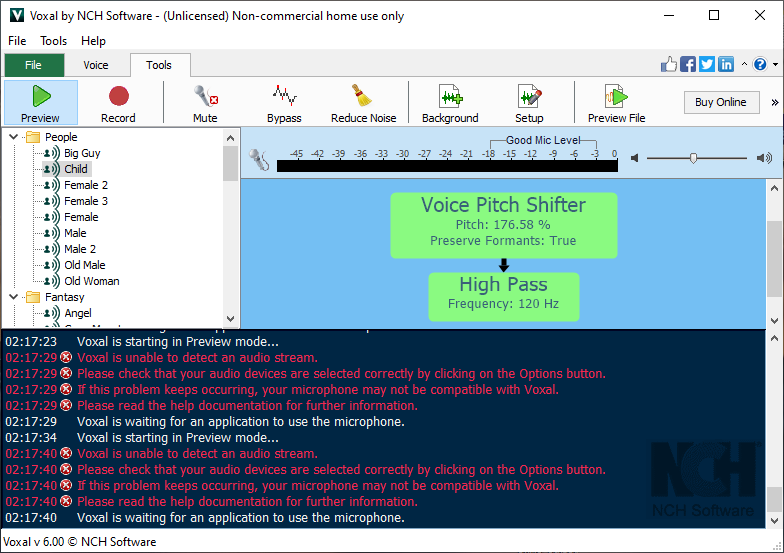 Voxal by NCH Software - (Unlicensed) Non-commercial home use only
File Tools Help
File Voice Tools
Preview Record Mute Bypass Reduce Noise Background Setup Preview File Buy Online »
People
Big Guy
Child
Female 2
Female 3
Female
Male
Male 2
Old Male
Old Woman
Fantasy
Angel
Good Mic Level
-45 -42 -39 -36 -33 -30 -27 -24 -21 -18 -15 -12 -9 -6 -3 0
Voice Pitch Shifter
Pitch: 176.58 %
Preserve Formants: True
High Pass
Frequency: 120 Hz
02:17:23 Voxal is starting in Preview mode...
02:17:29 Voxal is unable to detect an audio stream.
02:17:29 Please check that your audio devices are selected correctly by clicking on the Options button.
02:17:29 If this problem keeps occurring, your microphone may not be compatible with Voxal.
02:17:29 Please read the help documentation for further information.
02:17:29 Voxal is waiting for an application to use the microphone.
02:17:34 Voxal is starting in Preview mode...
02:17:40 Voxal is unable to detect an audio stream.
02:17:40 Please check that your audio devices are selected correctly by clicking on the Options button.
02:17:40 If this problem keeps occurring, your microphone may not be compatible with Voxal.
02:17:40 Please read the help documentation for further information.
02:17:40 Voxal is waiting for an application to use the microphone.
NCH
NCH Software
Voxal v 6.00 © NCH Software